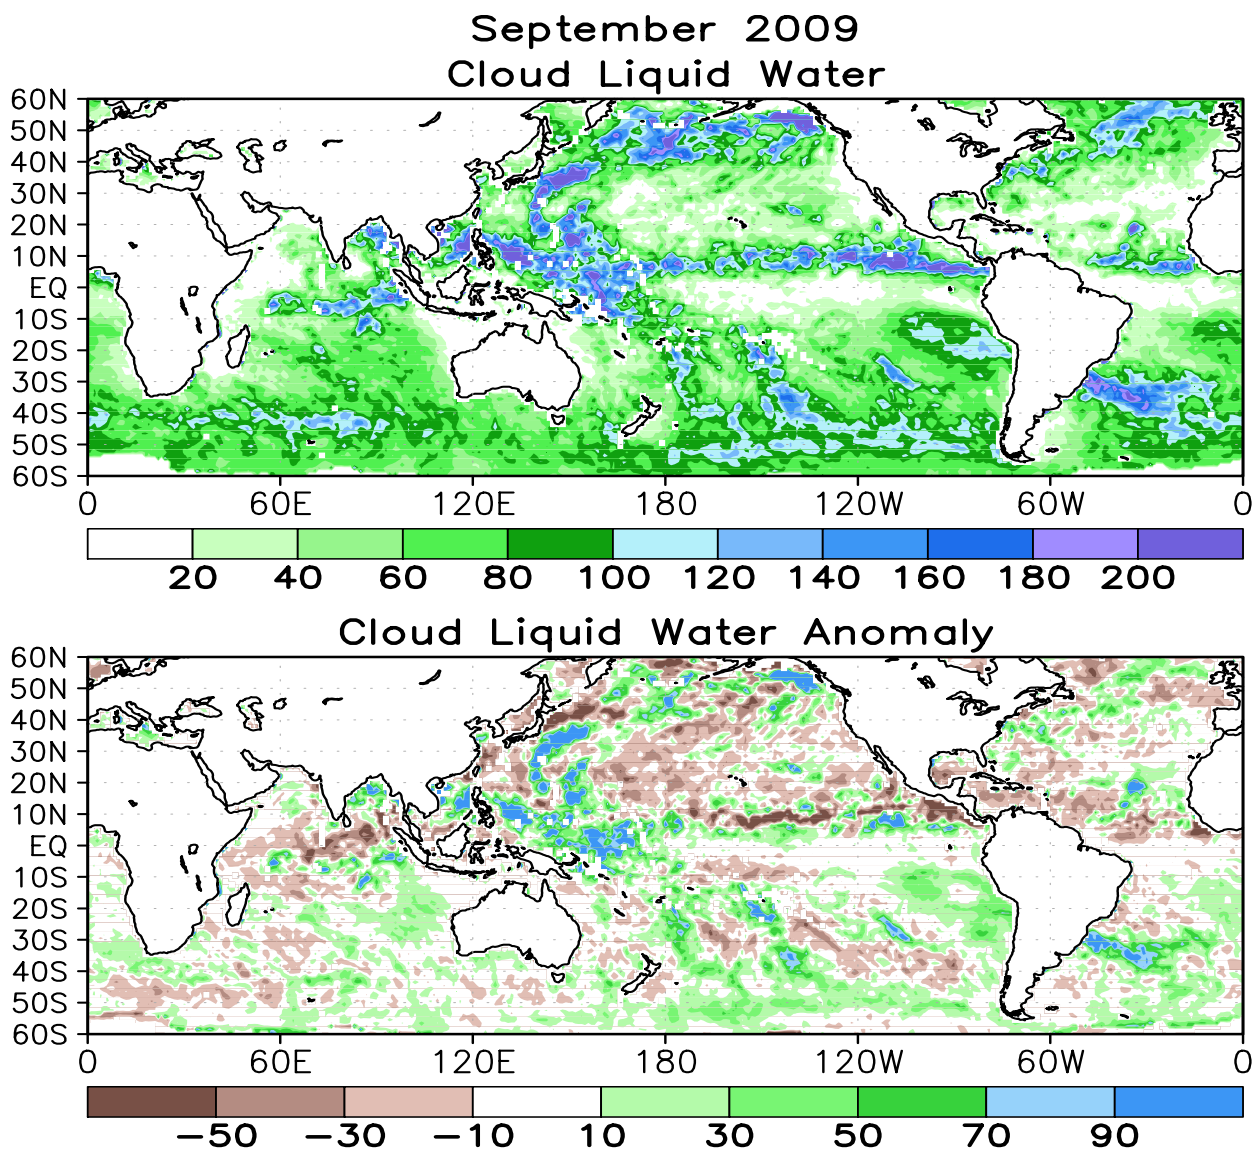 September 2009
Cloud Liquid Water
60N
50N
40N
30N
20N
10N
EQ
10S
20S
30S
40S
50S
60S
0 60E 120E 180 120W 60W 0
20 40 60 80 100 120 140 160 180 200
Cloud Liquid Water Anomaly
60N
50N
40N
30N
20N
10N
EQ
10S
20S
30S
40S
50S
60S
0 60E 120E 180 120W 60W 0
−50 −30 −10 10 30 50 70 90